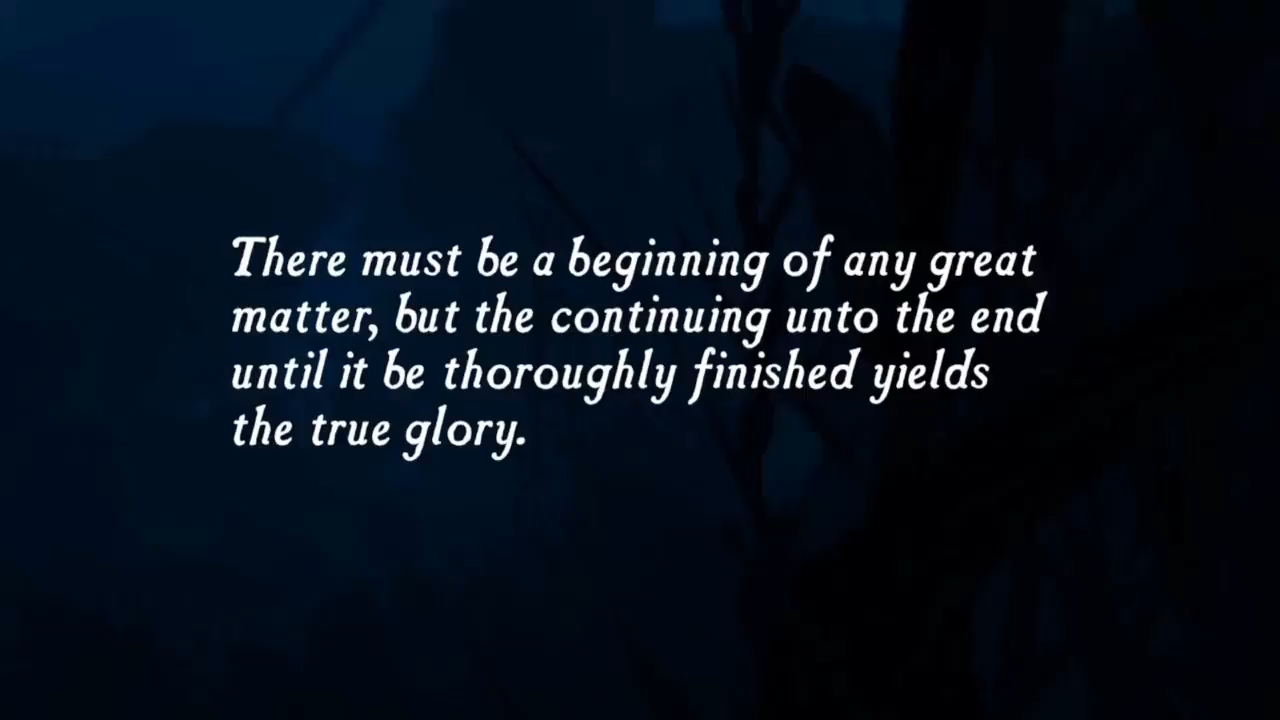 There must be a beginning of any great
matter, but the continuing unto the end
until it be thoroughly finished yields
the true glory.